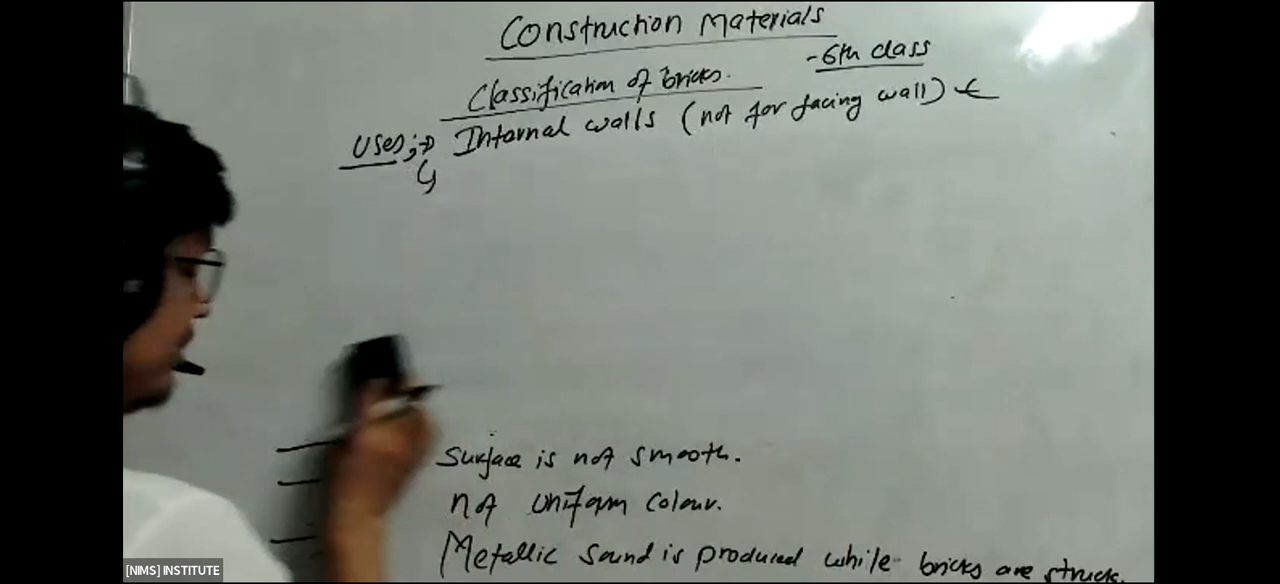 Construction Materials
- 6th class
Classification of bricks.
Uses :→ Internal walls (not for facing wall) ←
Surface is not smooth.
not uniform colour.
Metallic sound is produced while bricks are struck.
[NIMS] INSTITUTE